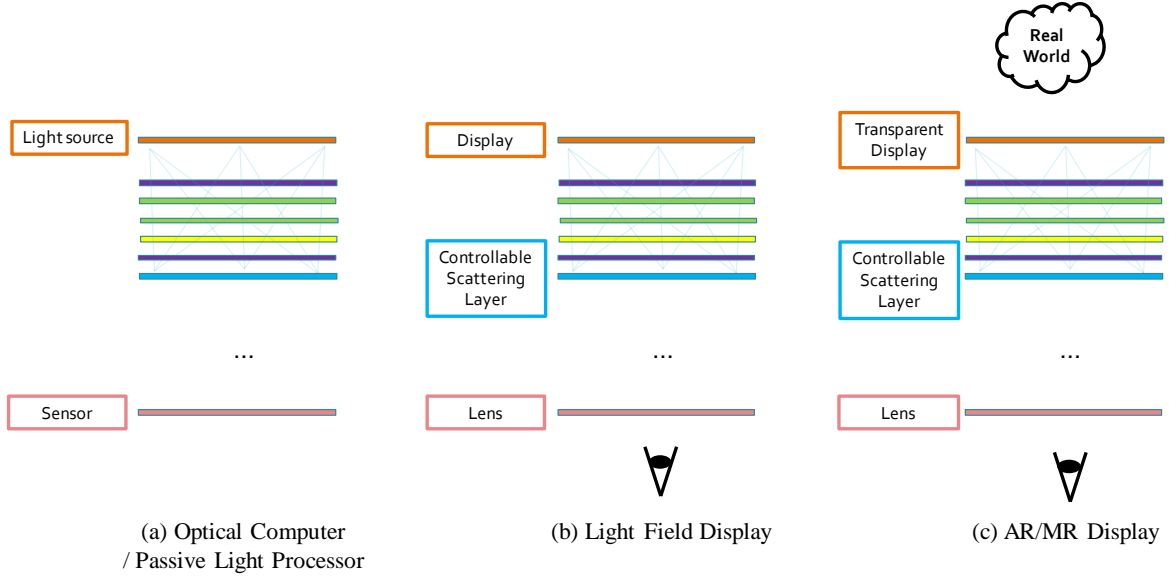 Light source
...
Sensor
(a) Optical Computer
/ Passive Light Processor
Display
Controllable
Scattering
Layer
...
Lens
(b) Light Field Display
Real
World
Transparent
Display
Controllable
Scattering
Layer
...
Lens
(c) AR/MR Display